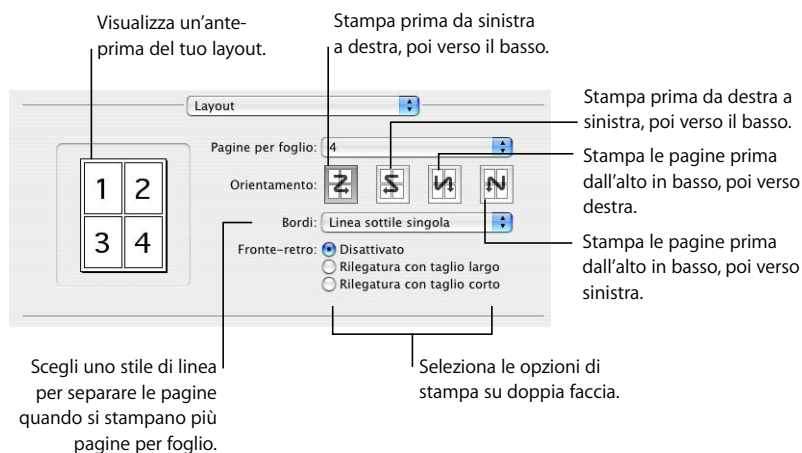 Visualizza un'ante-
prima del tuo layout.
Stampa prima da sinistra
a destra, poi verso il basso.
Layout
Pagine per foglio: 4
Orientamento:
Bordi: Linea sottile singola
Fronte-retro: Disattivato
Rilegatura con taglio largo
Rilegatura con taglio corto
1 2
3 4
Stampa prima da destra a
sinistra, poi verso il basso.
Stampa le pagine prima
dall'alto in basso, poi verso
destra.
Stampa le pagine prima
dall'alto in basso, poi verso
sinistra.
Scegli uno stile di linea
per separare le pagine
quando si stampano più
pagine per foglio.
Seleziona le opzioni di
stampa su doppia faccia.